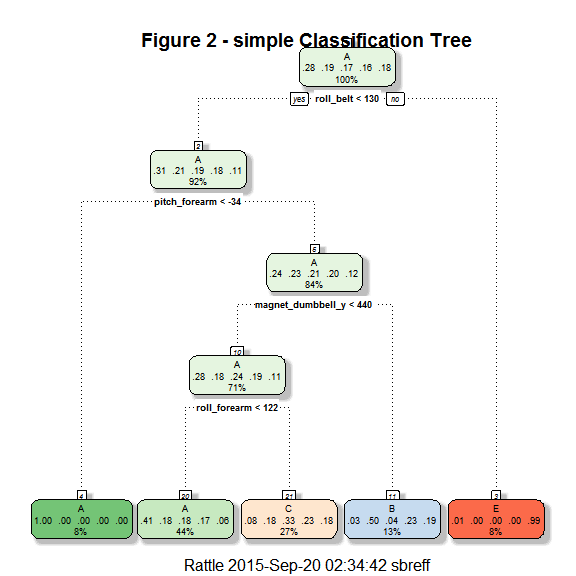 Figure 2 - simple Classification Tree
A
.28 .19 .17 .16 .18
100%
yes roll_belt < 130 no
2
A
.31 .21 .19 .18 .11
92%
pitch_forearm < -34
5
A
.24 .23 .21 .20 .12
84%
magnet_dumbbell_y < 440
10
A
.28 .18 .24 .19 .11
71%
roll_forearm < 122
4 20 21 11 3
A A C B E
1.00 .00 .00 .00 .00 .41 .18 .18 .17 .06 .08 .18 .33 .23 .18 .03 .50 .04 .23 .19 .01 .00 .00 .00 .99
8% 44% 27% 13% 8%
Rattle 2015-Sep-20 02:34:42 sbreff